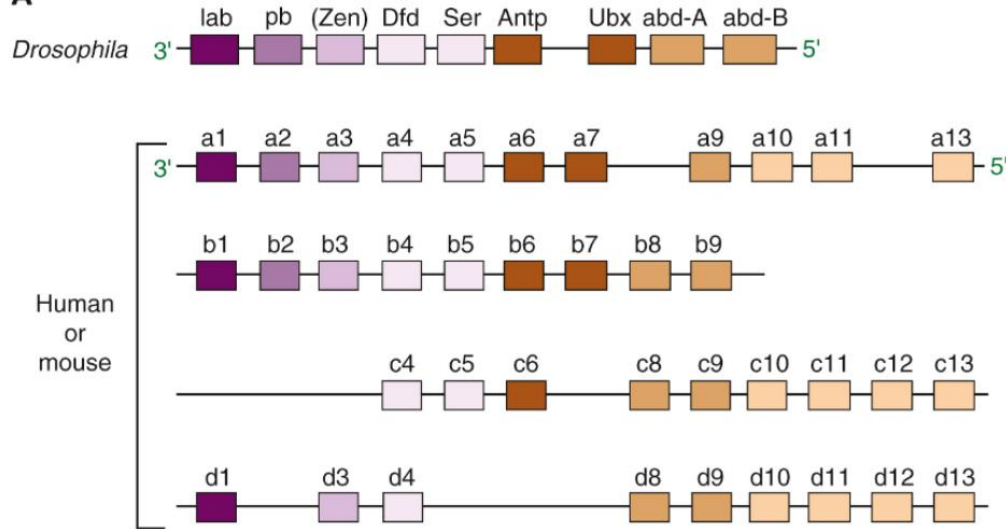 A
lab pb (Zen) Dfd Ser Antp Ubx abd-A abd-B
Drosophila 3' 5'
a1 a2 a3 a4 a5 a6 a7 a9 a10 a11 a13
3' 5'
b1 b2 b3 b4 b5 b6 b7 b8 b9
Human
or
mouse
c4 c5 c6 c8 c9 c10 c11 c12 c13
d1 d3 d4 d8 d9 d10 d11 d12 d13